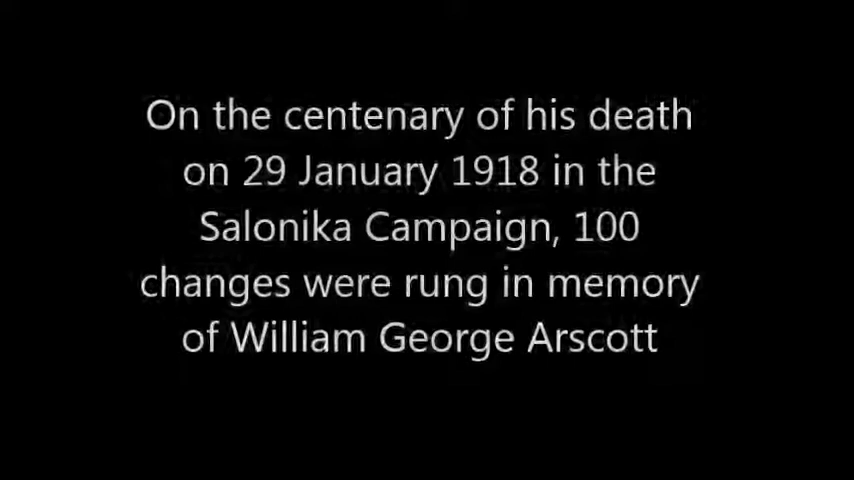 On the centenary of his death
on 29 January 1918 in the
Salonika Campaign, 100
changes were rung in memory
of William George Arscott